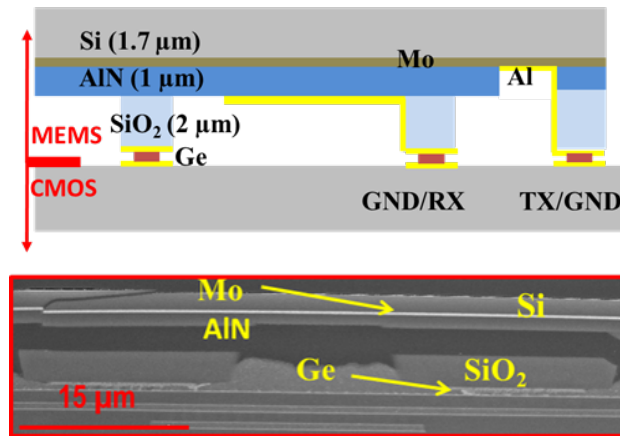 Si (1.7 µm)
Mo
AlN (1 µm)
Al
SiO2 (2 µm)
MEMS
Ge
CMOS
GND/RX
TX/GND
Mo
Si
AlN
Ge
SiO2
15 µm